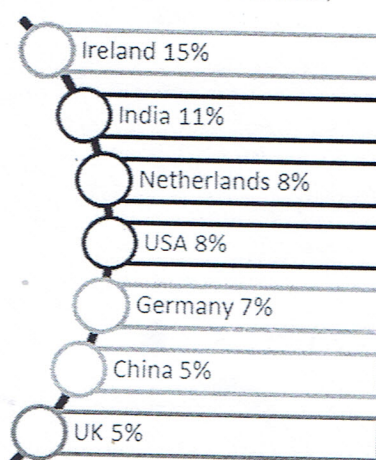 Ireland 15%
India 11%
Netherlands 8%
USA 8%
Germany 7%
China 5%
UK 5%